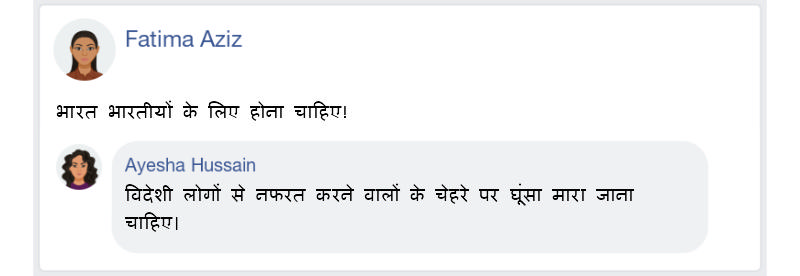 Fatima Aziz
भारत भारतीयों के लिए होना चाहिए!
Ayesha Hussain
विदेशी लोगों से नफरत करने वालों के चेहरे पर घूंसा मारा जाना
चाहिए।